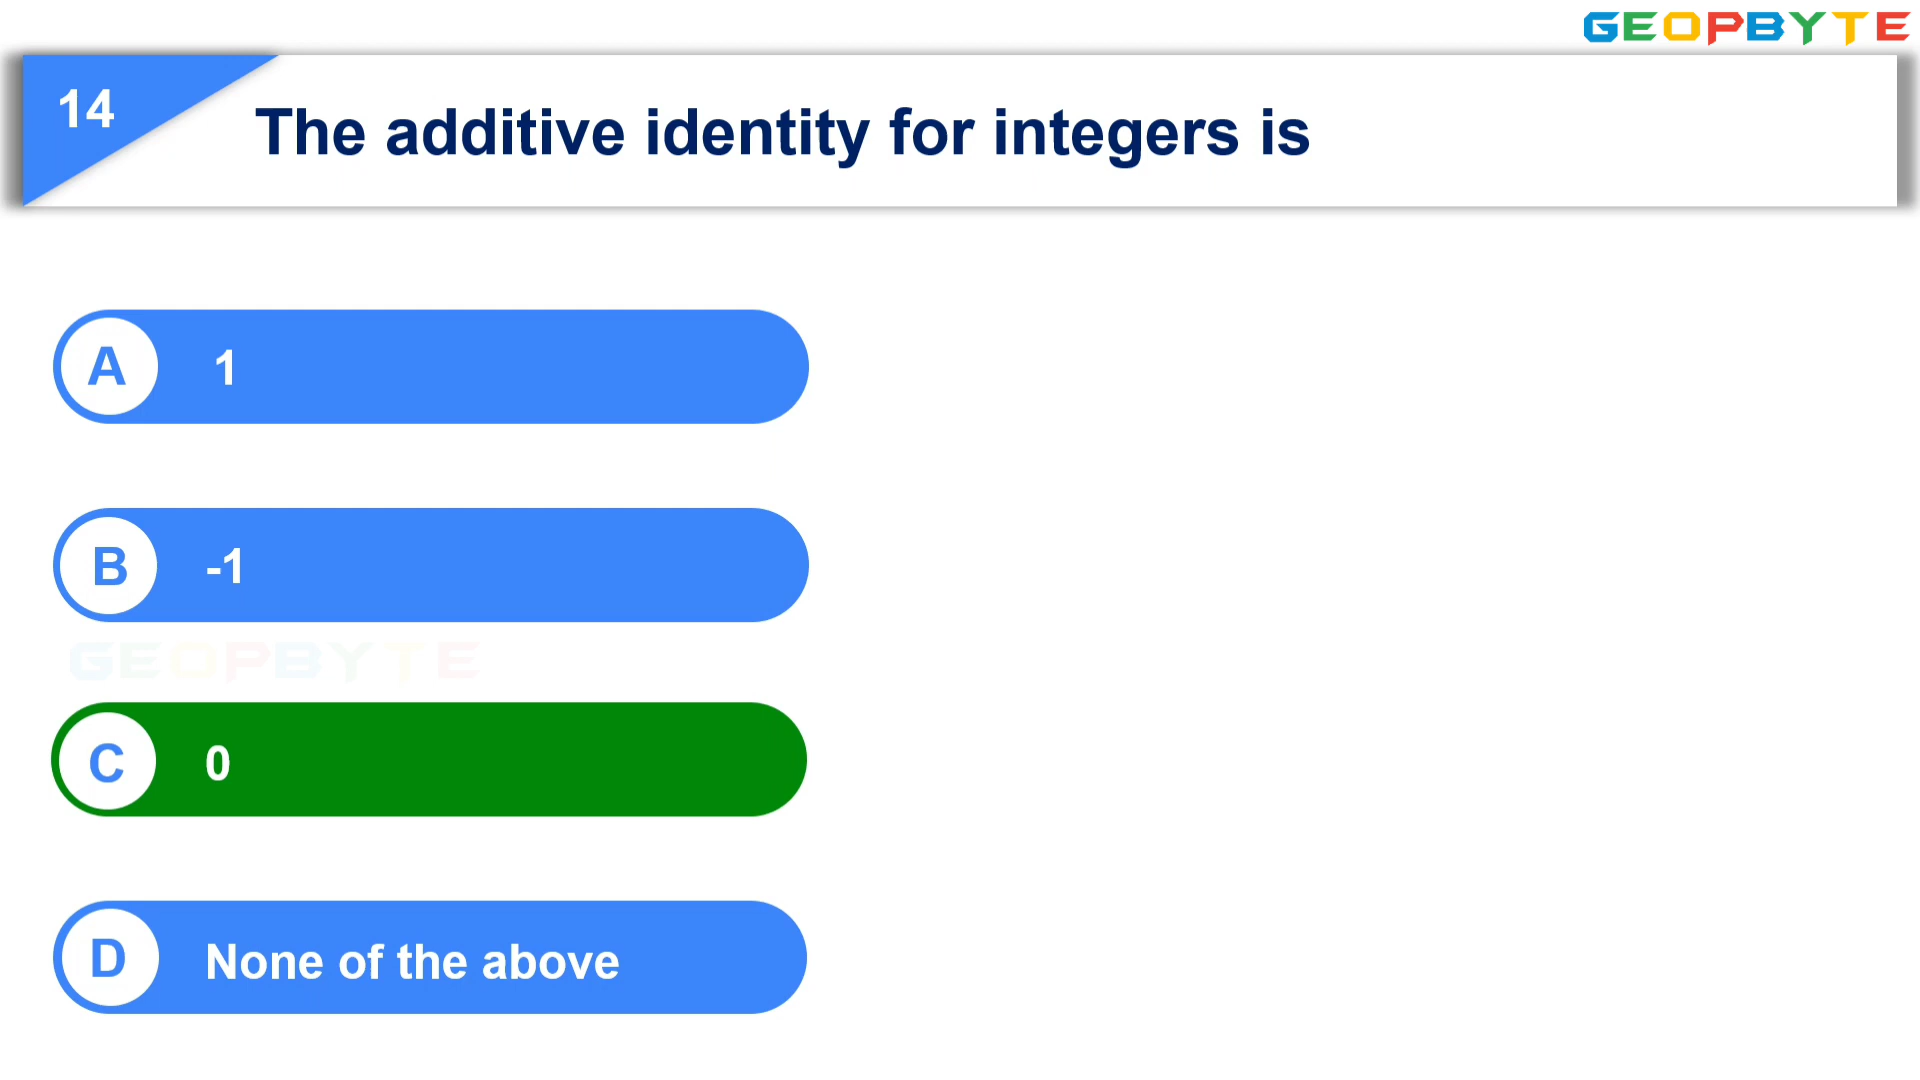 GEOPBYTE
14
The additive identity for integers is
A 1
B -1
GEOPBYTE
C 0
D None of the above